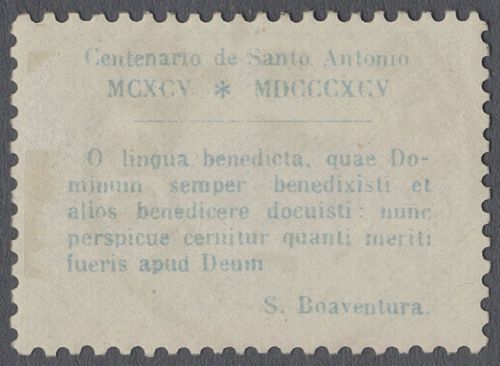 Centenario de Santo Antonio
MCXCV * MDCCCXCV
O lingua benedicta, quae Do-
minum semper benedixisti et
alios benedicere docuisti: nunc
perspicue cernitur quanti meriti
fueris apud Deum.
S. Boaventura.